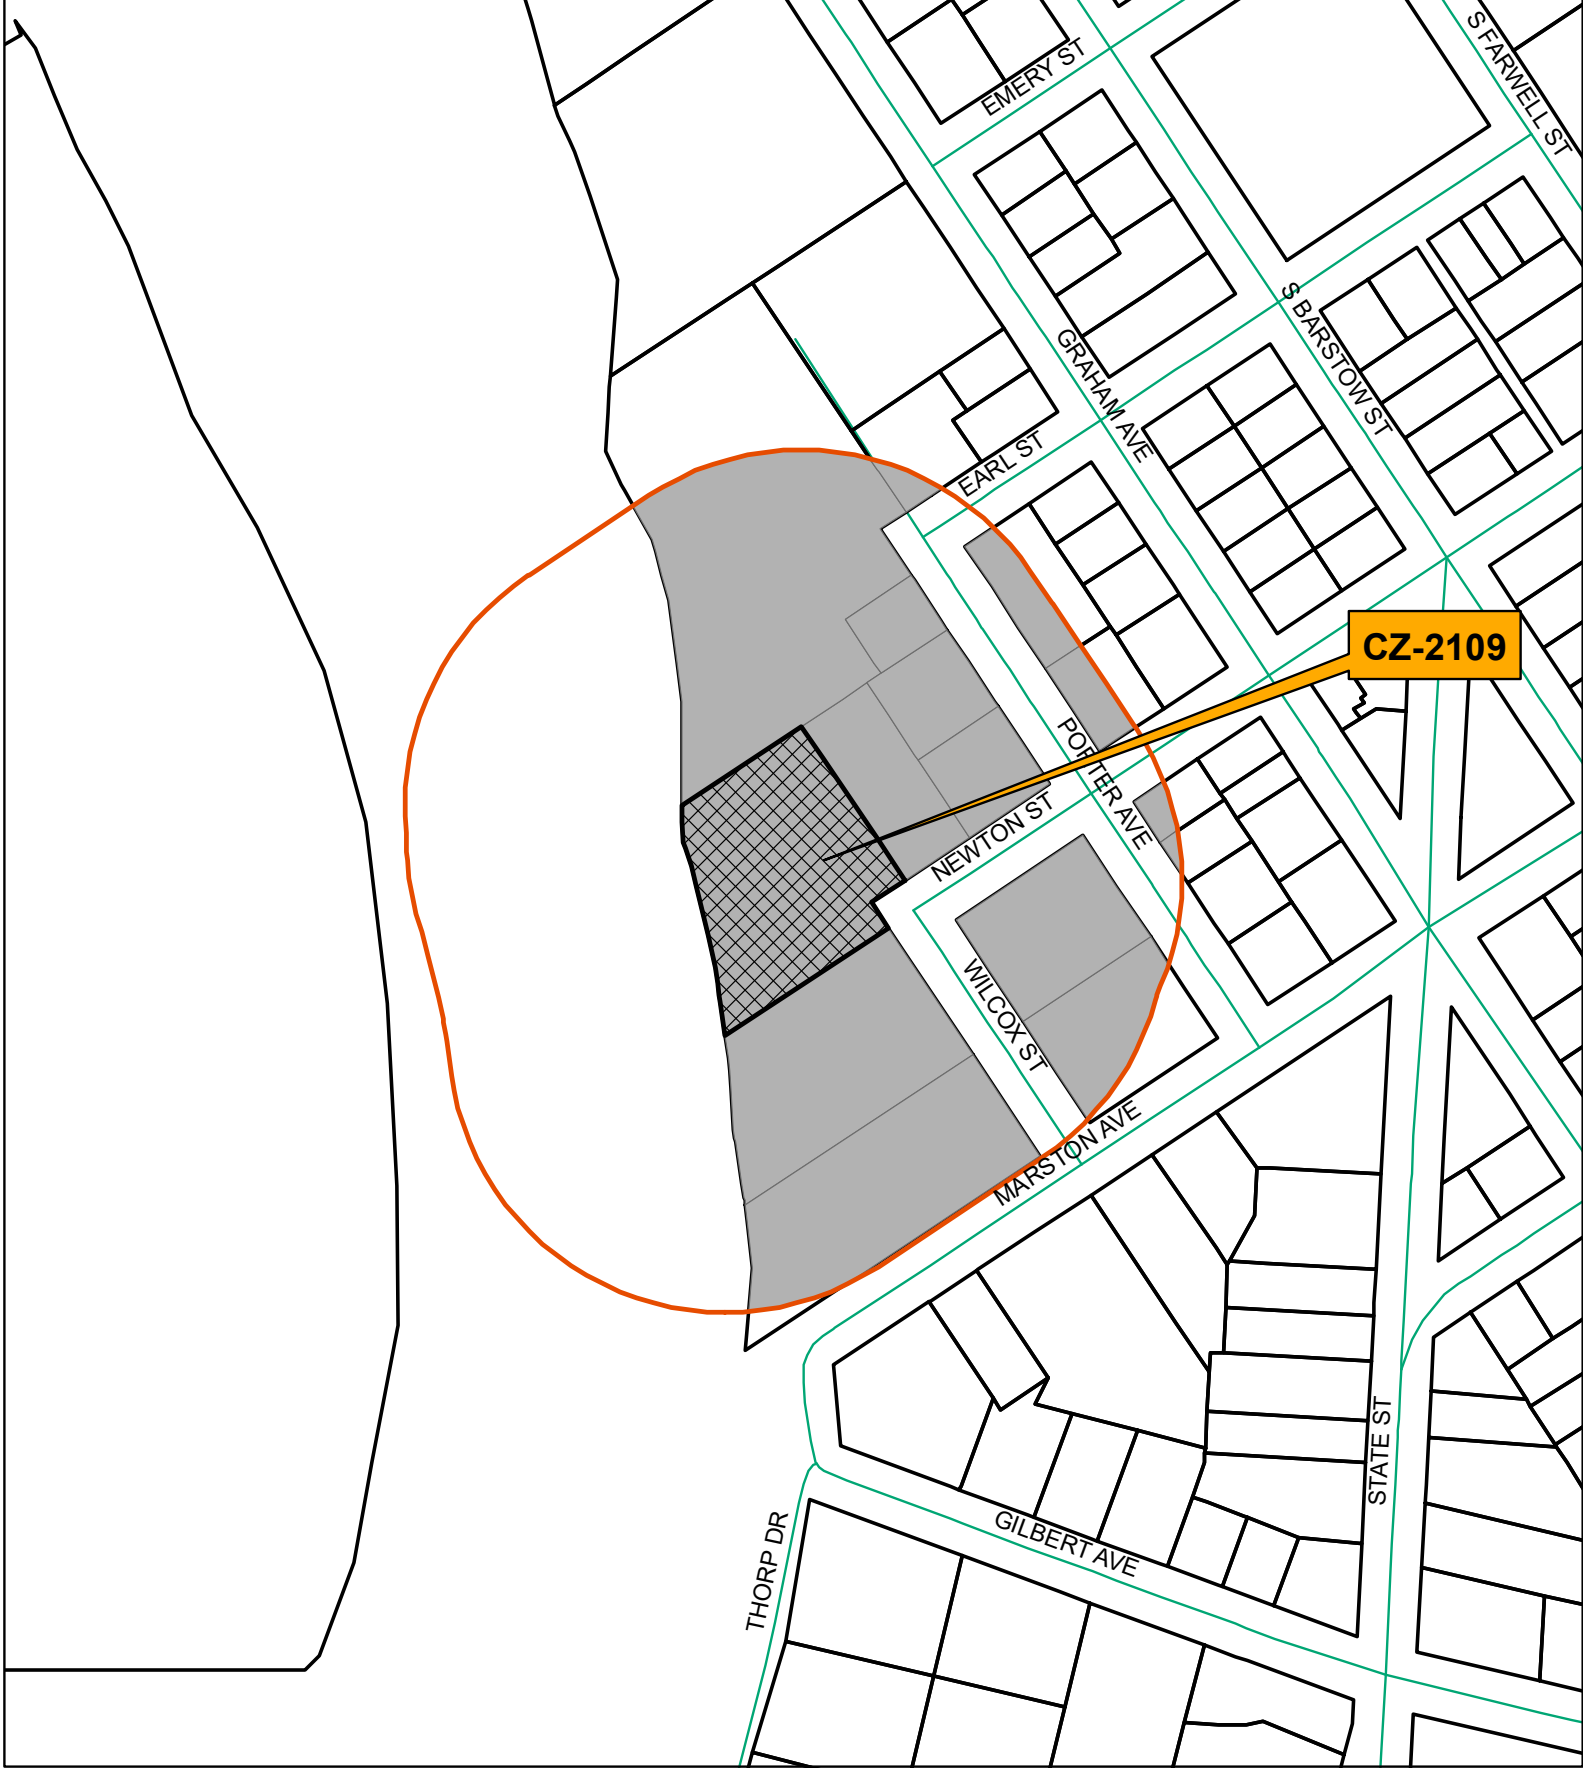 S FARWELL ST
EMERY ST
S BARSTOW ST
GRAHAM AVE
EARL ST
CZ-2109
PORTER AVE
NEWTON ST
WILCOX ST
MARSTON AVE
STATE ST
GILBERT AVE
THORP DR